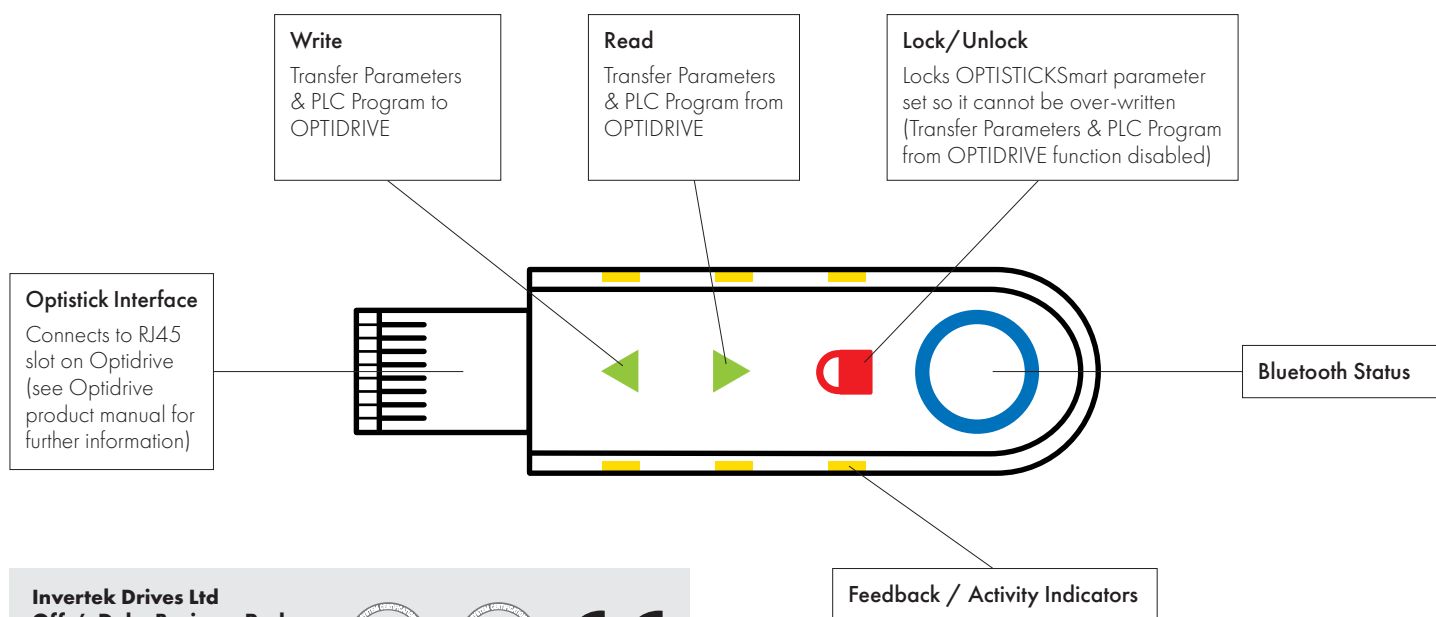 Write
Transfer Parameters
& PLC Program to
OPTIDRIVE
Read
Transfer Parameters
& PLC Program from
OPTIDRIVE
Lock/Unlock
Locks OPTISTICKSmart parameter
set so it cannot be over-written
(Transfer Parameters & PLC Program
from OPTIDRIVE function disabled)
Optistick Interface
Connects to RJ45
slot on Optidrive
(see Optidrive
product manual for
further information)
Bluetooth Status
Feedback / Activity Indicators
Invertek Drives Ltd